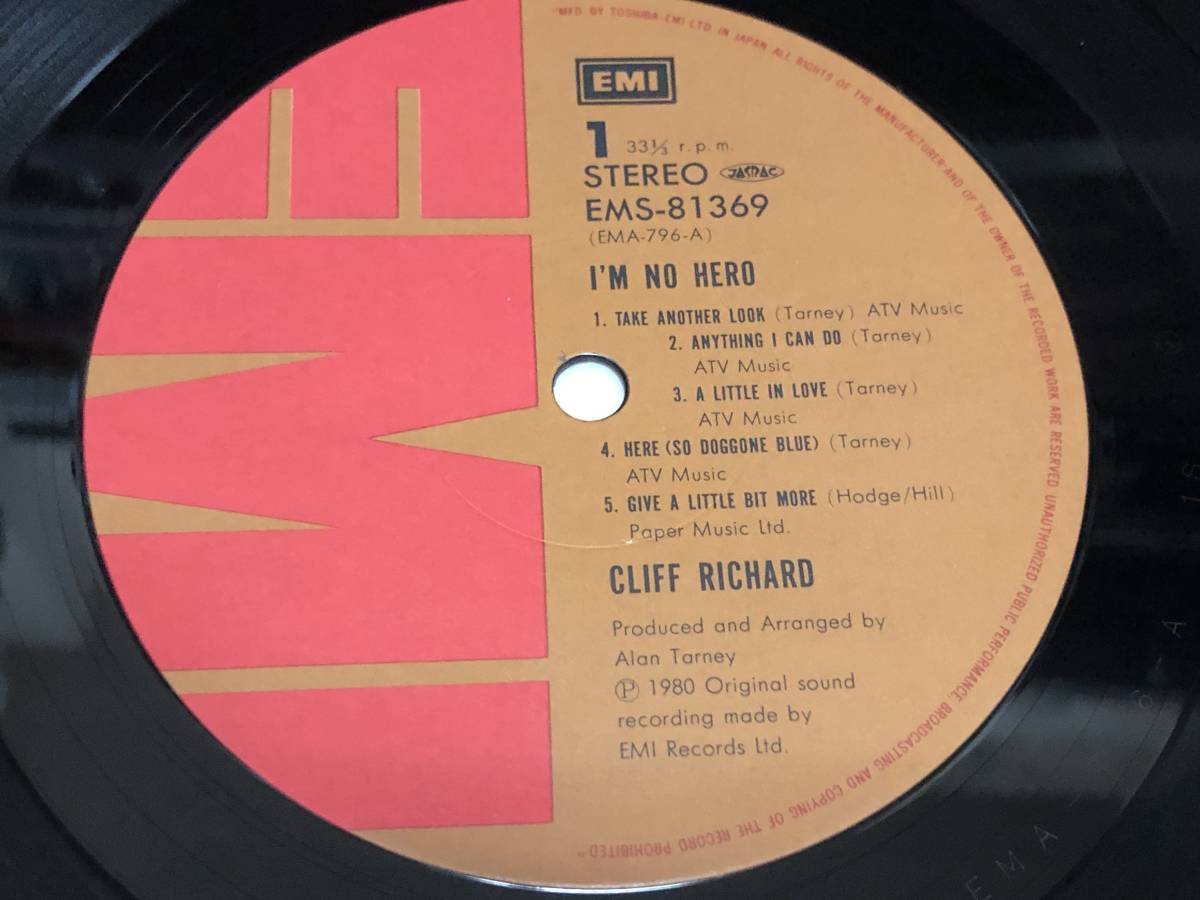 "MFD BY TOSHIBA-EMI LTD IN JAPAN ALL RIGHTS OF THE MANUFACTURER AND OF THE OWNER OF THE RECORDED WORK ARE RESERVED UNAUTHORIZED PUBLIC PERFORMANCE BROADCASTING AND COPYING OF THE RECORD PROHIBITED"
EMI
EMI
1 33⅓ r.p.m.
STEREO JASRAC
EMS-81369
(EMA-796-A)
I'M NO HERO
1. TAKE ANOTHER LOOK (Tarney) ATV Music
2. ANYTHING I CAN DO (Tarney)
ATV Music
3. A LITTLE IN LOVE (Tarney)
ATV Music
4. HERE (SO DOGGONE BLUE) (Tarney)
ATV Music
5. GIVE A LITTLE BIT MORE (Hodge/Hill)
Paper Music Ltd.
CLIFF RICHARD
Produced and Arranged by
Alan Tarney
Ⓟ 1980 Original sound
recording made by
EMI Records Ltd.
EMA